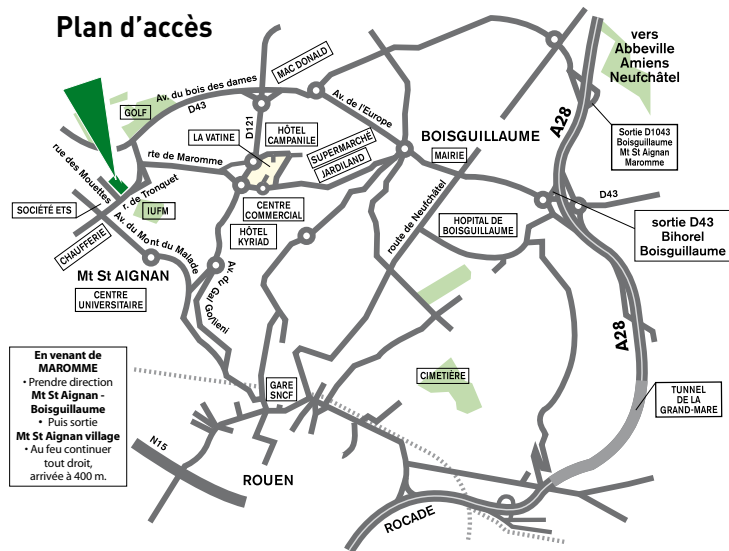 Plan d'accès
MAC DONALD
vers
Abbeville
Amiens
Neufchâtel
Av. du bois des dames
D43
GOLF
Av. de l'Europe
D121
A28
Sortie D1043
Boisguillaume
Mt St Aignan
Maromme
LA VATINE
HÔTEL
CAMPANILE
SUPERMARCHÉ
JARDILAND
BOISGUILLAUME
MAIRIE
rue des Mouettes
rte de Maromme
r. de Tronquet
SOCIÉTÉ ETS
IUFM
CHAUFFERIE
Av. du Mont du Malade
CENTRE
COMMERCIAL
HÔTEL
KYRIAD
route de Neufchâtel
HOPITAL DE
BOISGUILLAUME
D43
sortie D43
Bihorel
Boisguillaume
Mt St AIGNAN
CENTRE
UNIVERSITAIRE
Av. du Gal Gollieni
A28
En venant de
MAROMME
• Prendre direction
Mt St Aignan -
Boisguillaume
• Puis sortie
Mt St Aignan village
• Au feu continuer
tout droit,
arrivée à 400 m.
GARE
SNCF
CIMETIÈRE
TUNNEL
DE LA
GRAND-MARE
N15
ROUEN
ROCADE